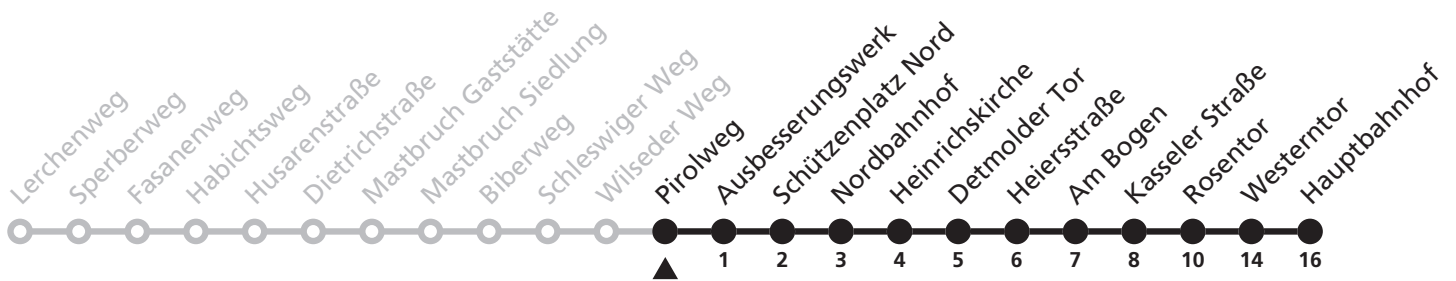 Lerchenweg
Sperberweg
Fasanenweg
Habichtsweg
Husarenstraße
Dietrichstraße
Mastbruch Gaststätte
Mastbruch Siedlung
Biberweg
Schleswiger Weg
Wilseder Weg
Pirolweg
Ausbesserungswerk
Schützenplatz Nord
Nordbahnhof
Heinrichskirche
Detmolder Tor
Heiersstraße
Am Bogen
Kasseler Straße
Rosentor
Westerntor
Hauptbahnhof
1 2 3 4 5 6 7 8 10 14 16